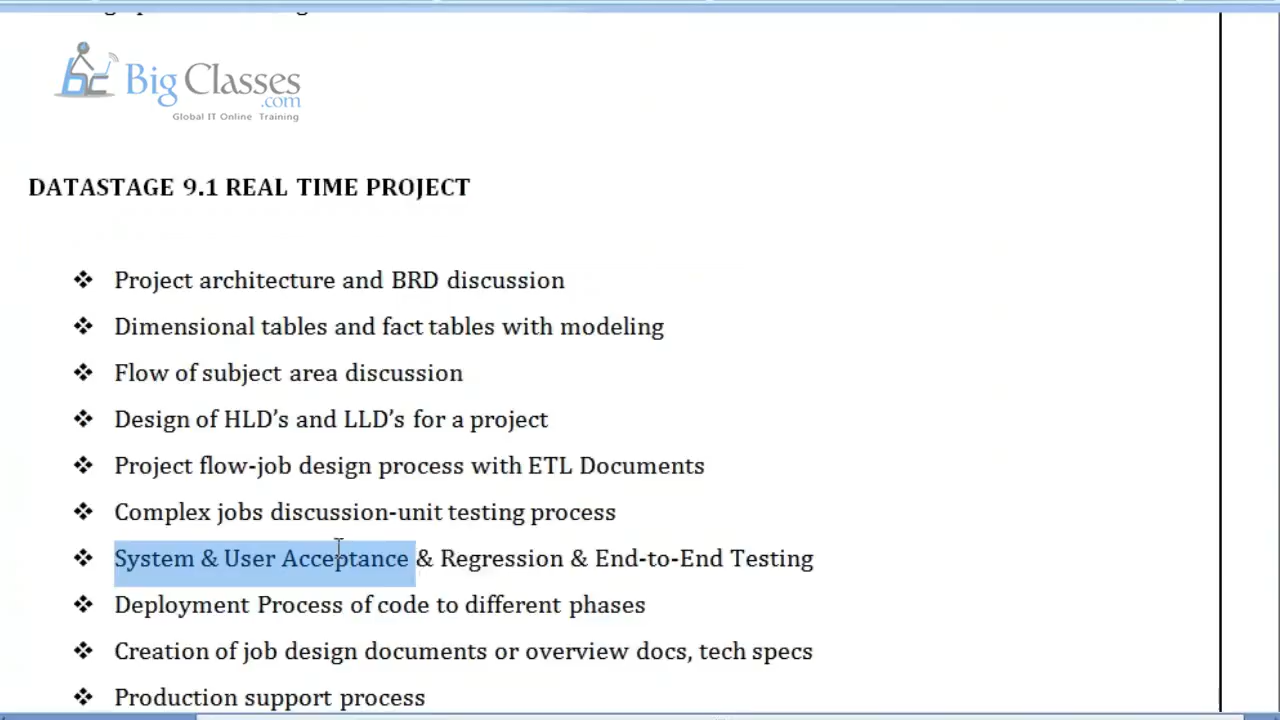 Big Classes
.com
Global IT Online Training
DATASTAGE 9.1 REAL TIME PROJECT
❖ Project architecture and BRD discussion
❖ Dimensional tables and fact tables with modeling
❖ Flow of subject area discussion
❖ Design of HLD’s and LLD’s for a project
❖ Project flow-job design process with ETL Documents
❖ Complex jobs discussion-unit testing process
❖ System & User Acceptance & Regression & End-to-End Testing
❖ Deployment Process of code to different phases
❖ Creation of job design documents or overview docs, tech specs
❖ Production support process